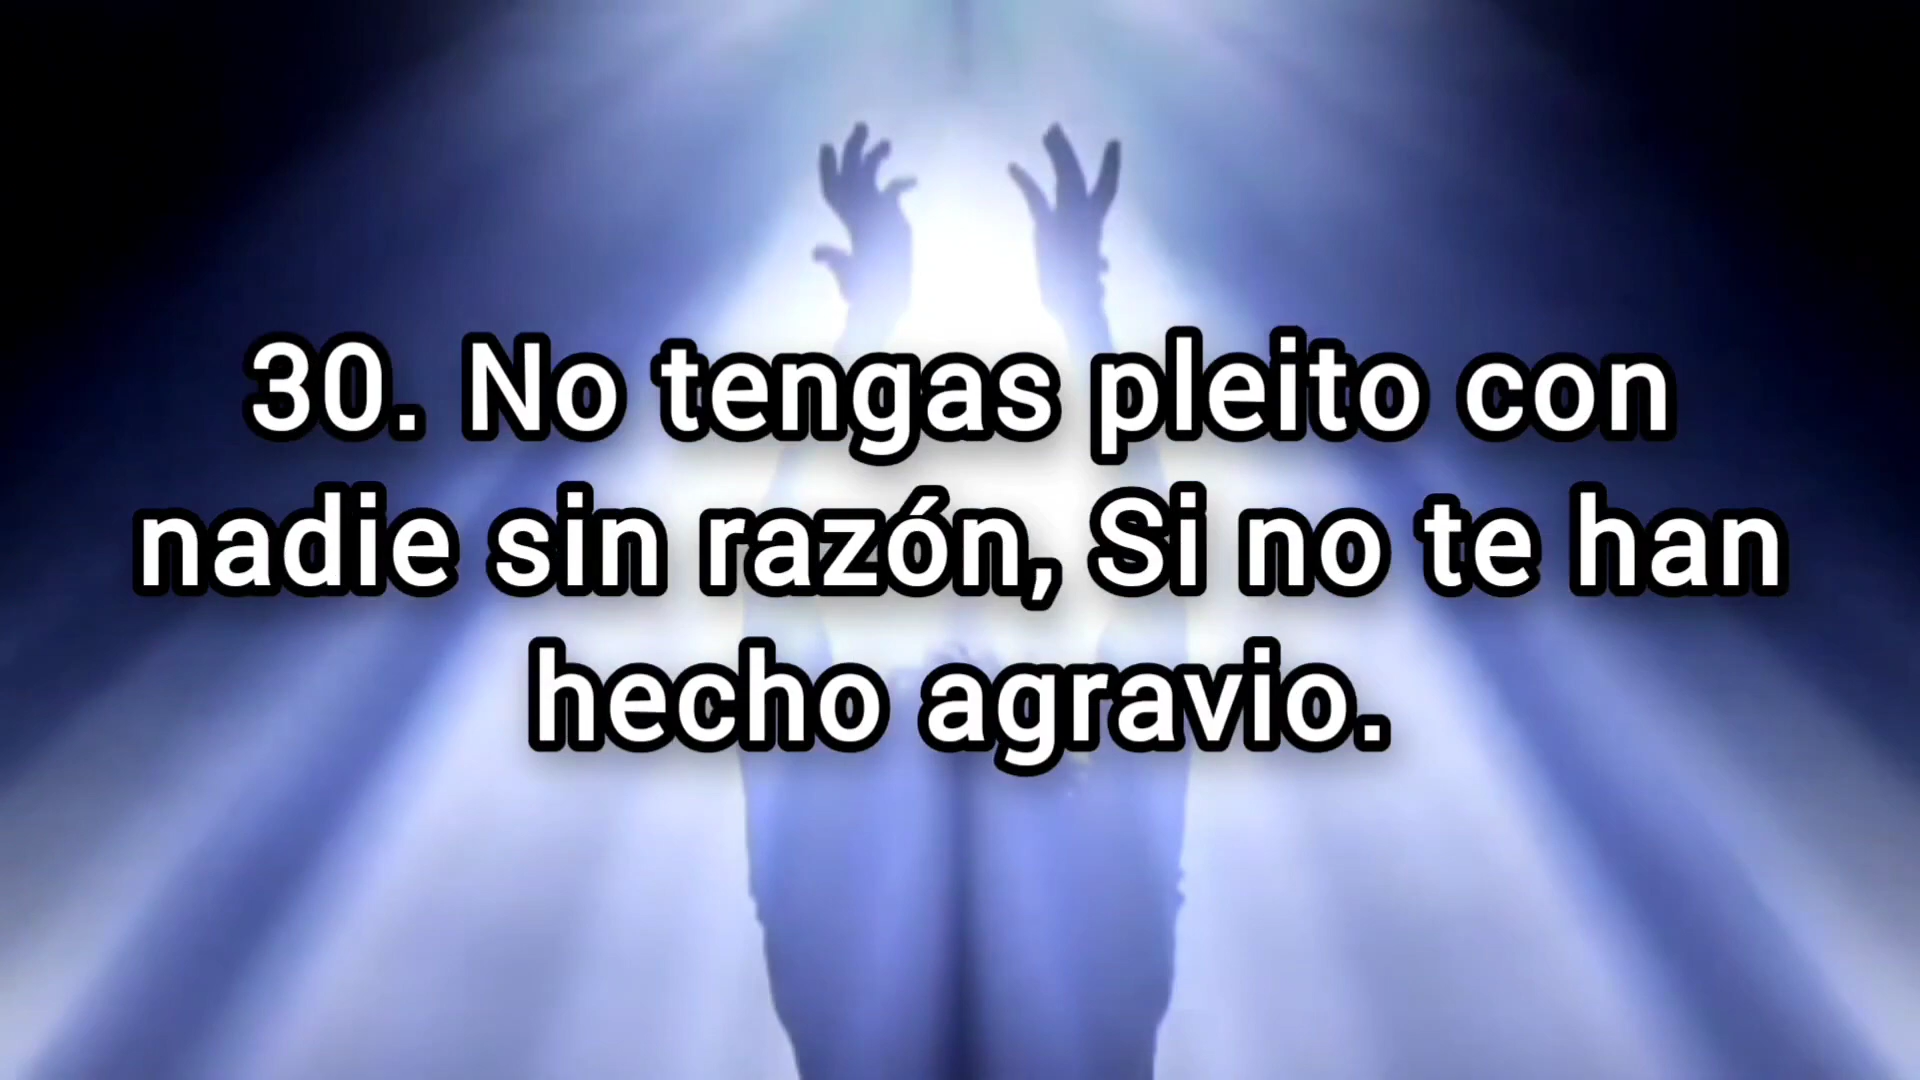 30. No tengas pleito con
nadie sin razón, Si no te han
hecho agravio.